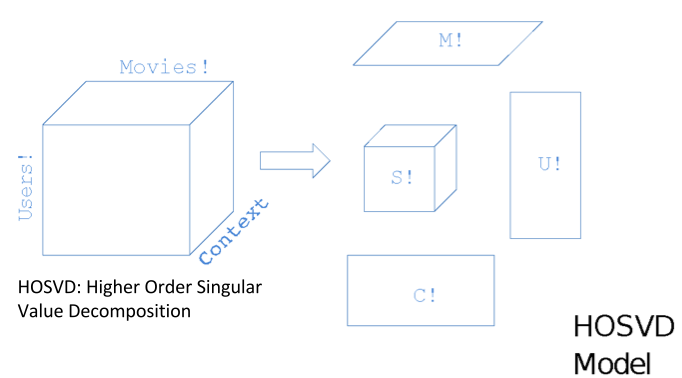 Movies!
M!
Users!
U!
S!
Context
C!
HOSVD: Higher Order Singular
Value Decomposition
HOSVD
Model